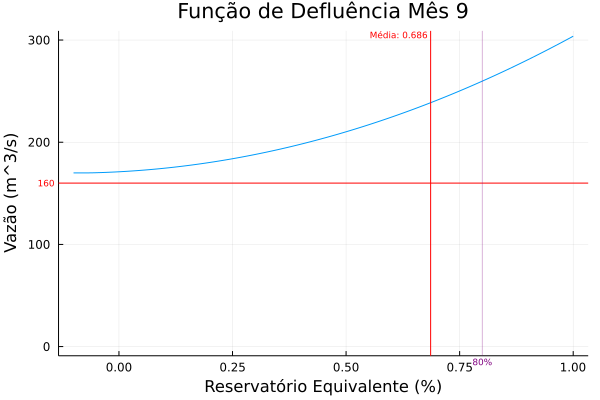 Função de Defluência Mês 9
Média: 0.686
300
200
160
100
0
Vazão (m^3/s)
0.00
0.25
0.50
0.75
80%
1.00
Reservatório Equivalente (%)